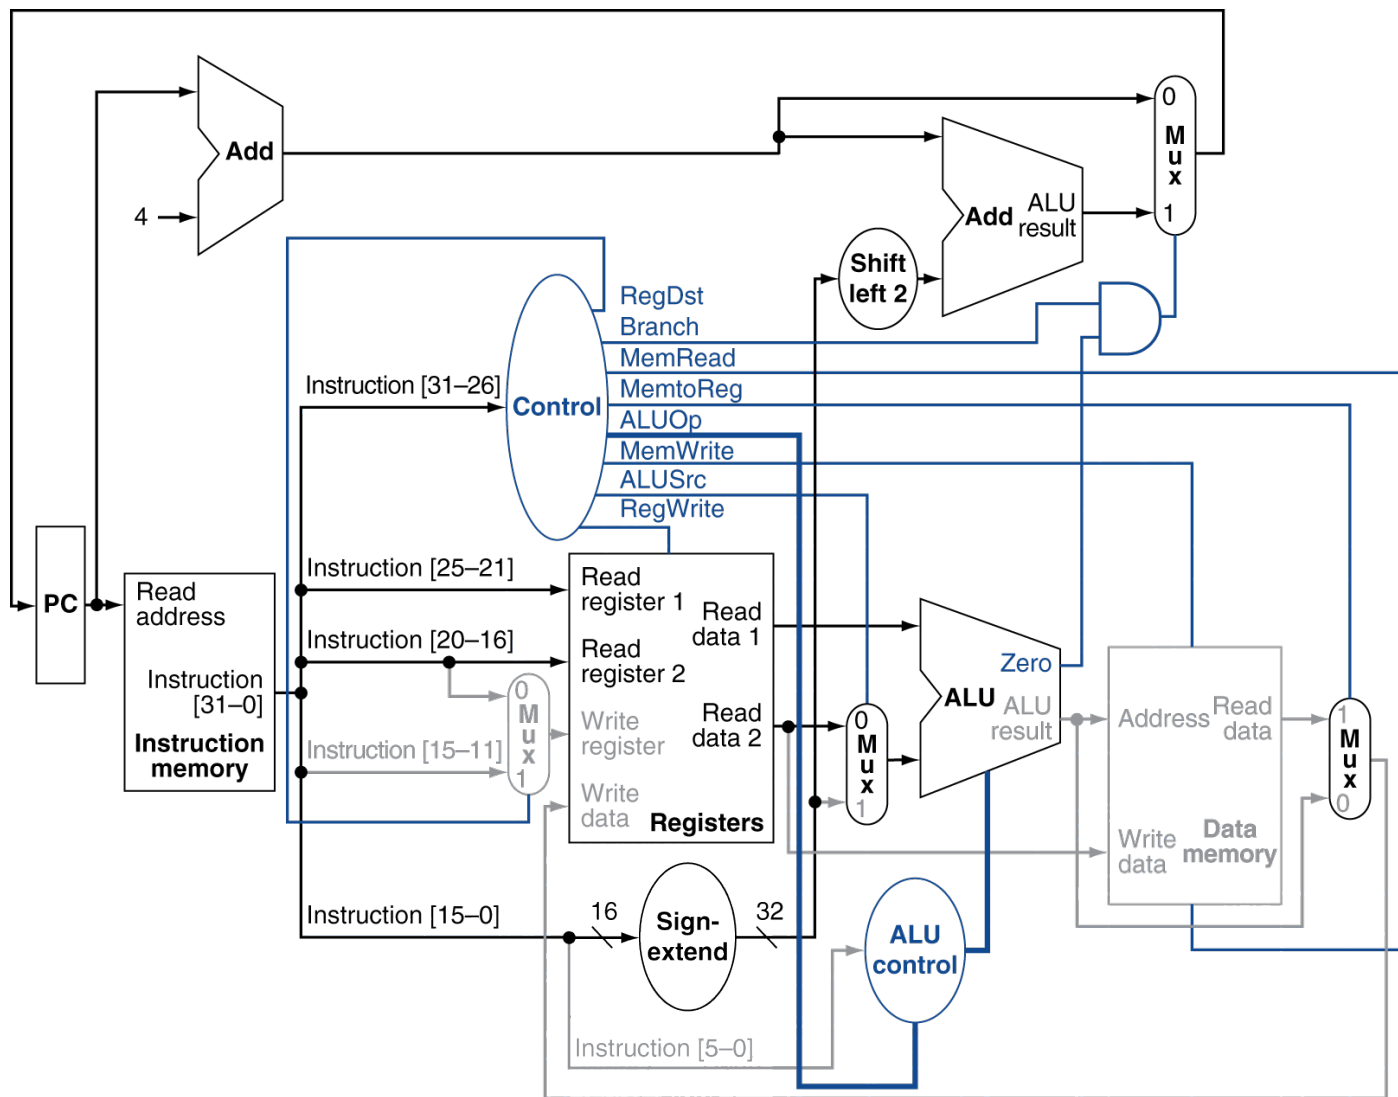 0
M
u
x
1
Add
4
Add
ALU
result
Shift
left 2
RegDst
Branch
MemRead
MemtoReg
ALUOp
MemWrite
ALUSrc
RegWrite
Control
Instruction [31–26]
Instruction [25–21]
Instruction [20–16]
Instruction [15–11]
Instruction [15–0]
Instruction [5–0]
PC
Read
address
Instruction
[31–0]
Instruction
memory
0
M
u
x
1
Read
register 1
Read
register 2
Write
register
Write
data
Read
data 1
Read
data 2
Registers
16
Sign-
extend
32
0
M
u
x
1
Zero
ALU
ALU
result
ALU
control
Address
Read
data
Write
data
Data
memory
1
M
u
x
0